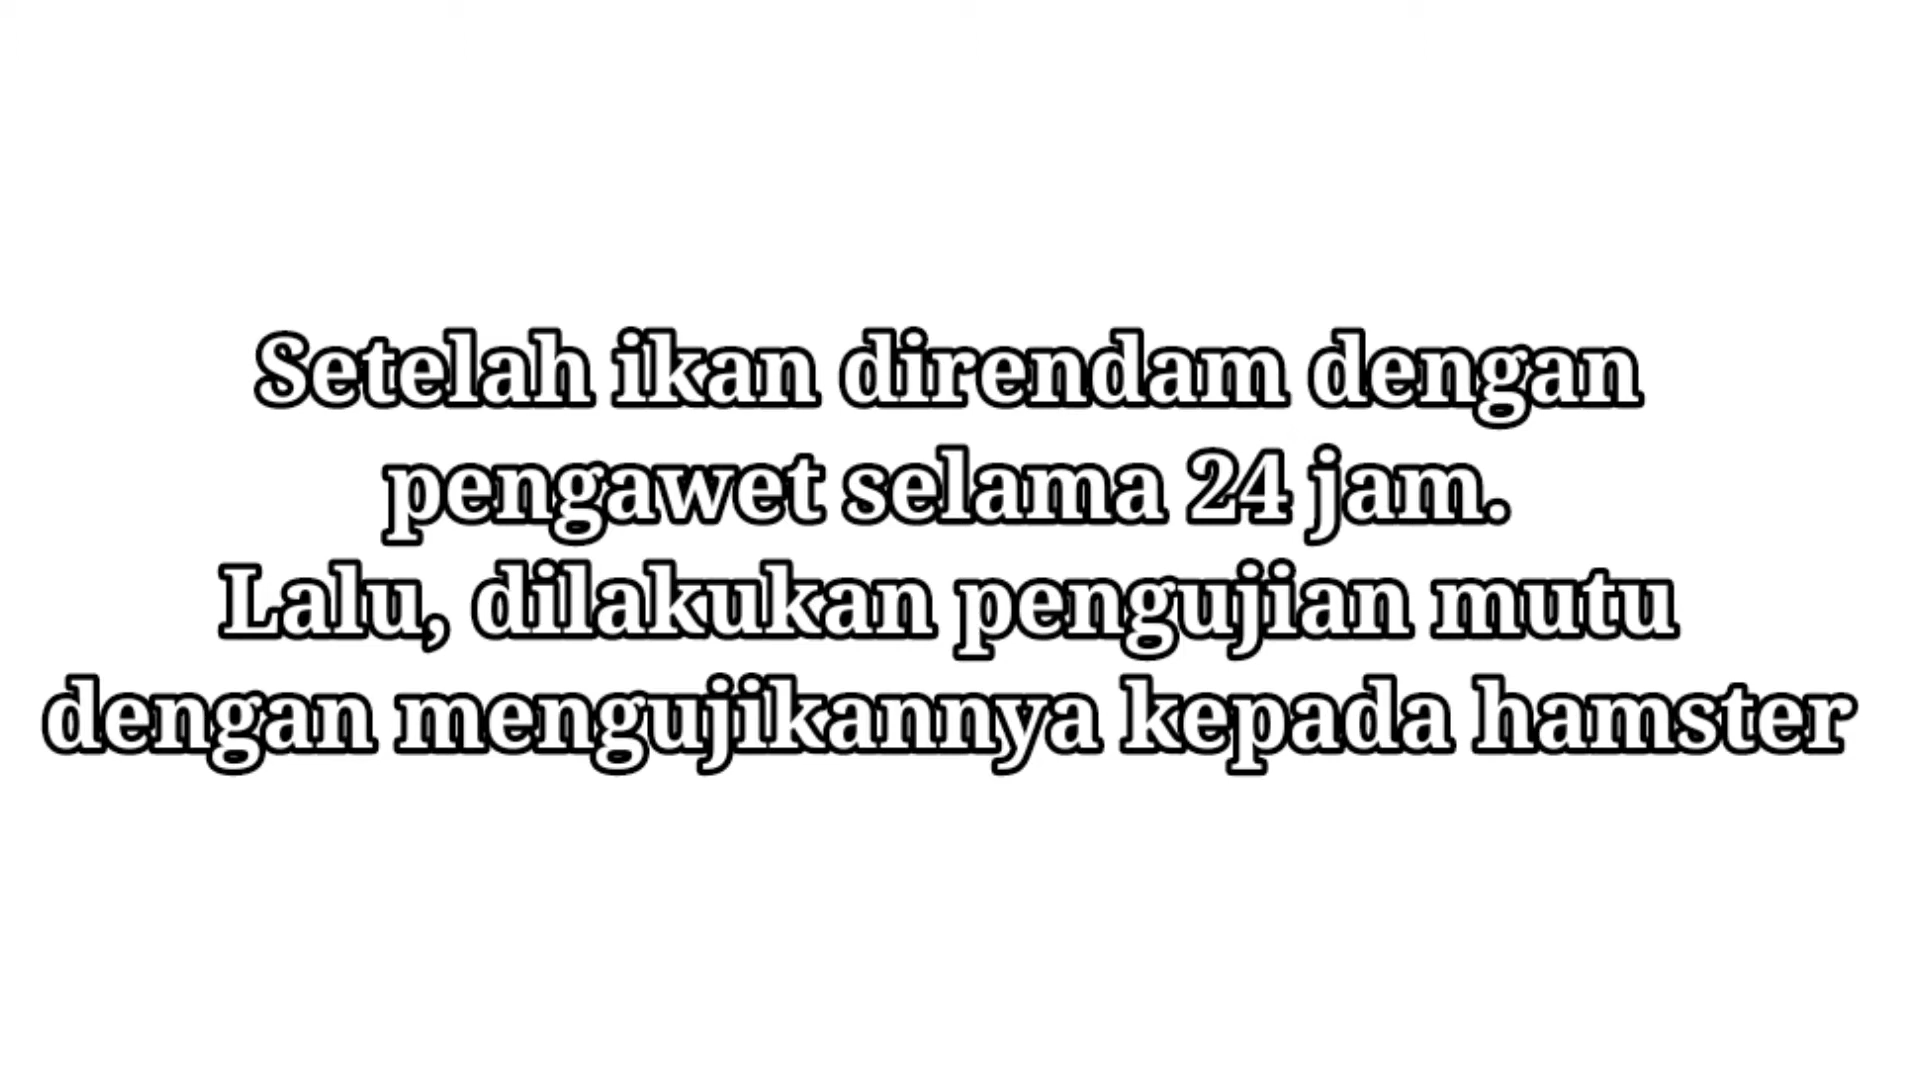 Setelah ikan direndam dengan
pengawet selama 24 jam.
Lalu, dilakukan pengujian mutu
dengan mengujikannya kepada hamster